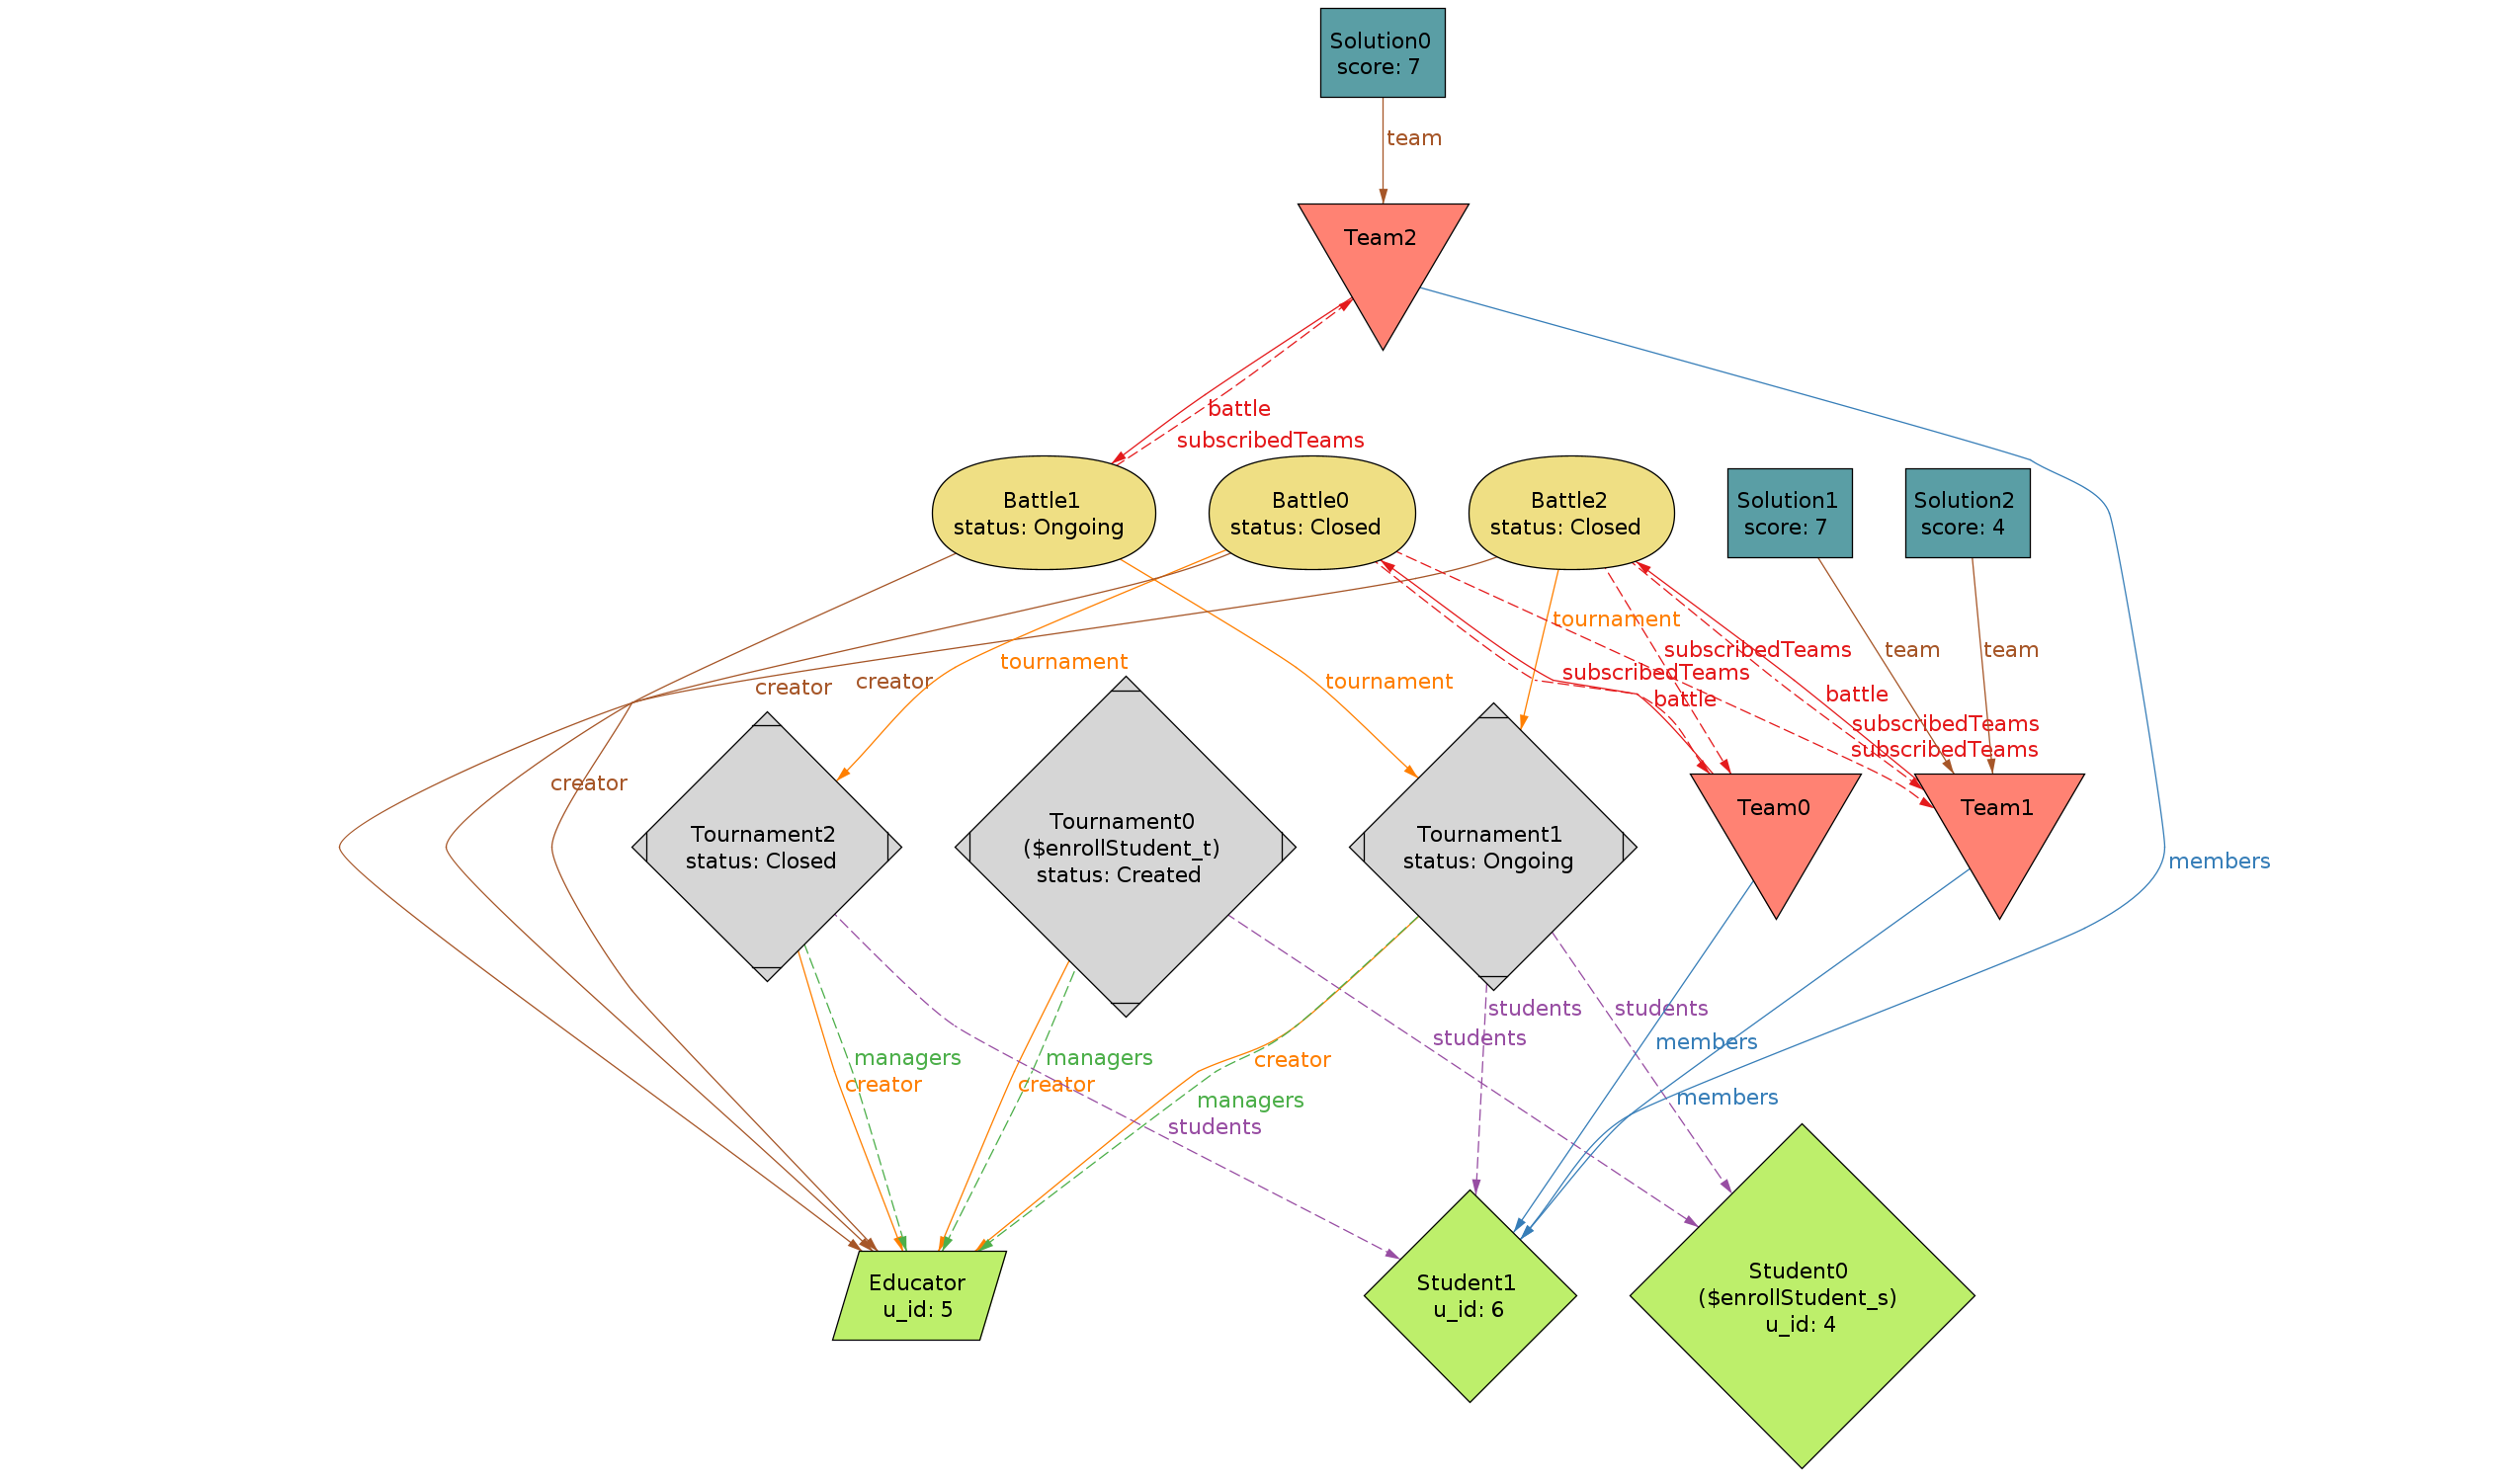 Solution0
score: 7
team
Team2
battle
subscribedTeams
Battle1
status: Ongoing
Battle0
status: Closed
Battle2
status: Closed
Solution1
score: 7
Solution2
score: 4
tournament
team
team
subscribedTeams
tournament
subscribedTeams
creator
creator
tournament
battle
battle
subscribedTeams
subscribedTeams
creator
Team0
Team1
Tournament2
status: Closed
Tournament0
($enrollStudent_t)
status: Created
Tournament1
status: Ongoing
members
students
students
students
members
managers
managers
creator
creator
creator
managers
members
students
Educator
u_id: 5
Student1
u_id: 6
Student0
($enrollStudent_s)
u_id: 4